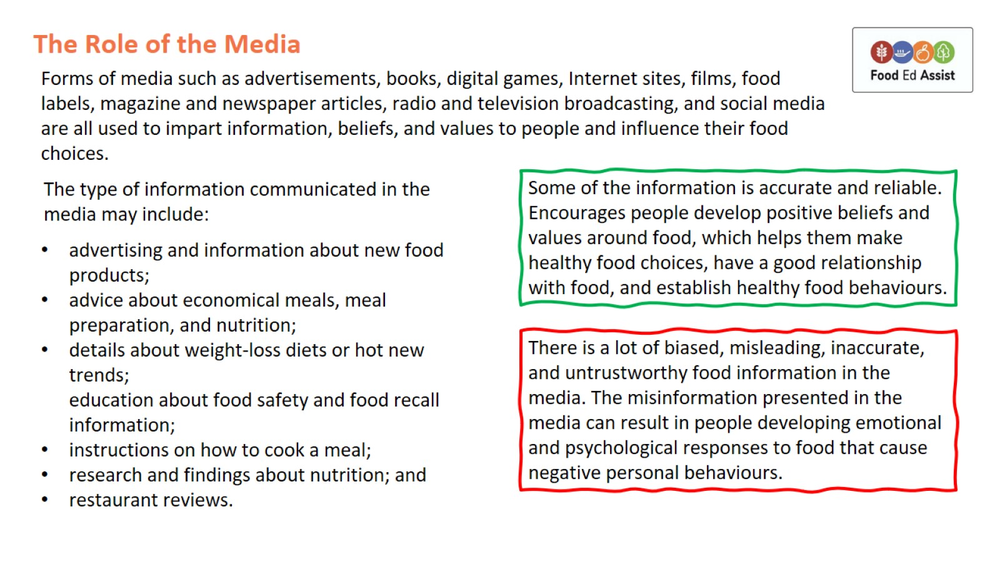 The Role of the Media
Food Ed Assist
Forms of media such as advertisements, books, digital games, Internet sites, films, food
labels, magazine and newspaper articles, radio and television broadcasting, and social media
are all used to impart information, beliefs, and values to people and influence their food
choices.
The type of information communicated in the
media may include:
• advertising and information about new food
products;
• advice about economical meals, meal
preparation, and nutrition;
• details about weight-loss diets or hot new
trends;
education about food safety and food recall
information;
• instructions on how to cook a meal;
• research and findings about nutrition; and
• restaurant reviews.
Some of the information is accurate and reliable.
Encourages people develop positive beliefs and
values around food, which helps them make
healthy food choices, have a good relationship
with food, and establish healthy food behaviours.
There is a lot of biased, misleading, inaccurate,
and untrustworthy food information in the
media. The misinformation presented in the
media can result in people developing emotional
and psychological responses to food that cause
negative personal behaviours.